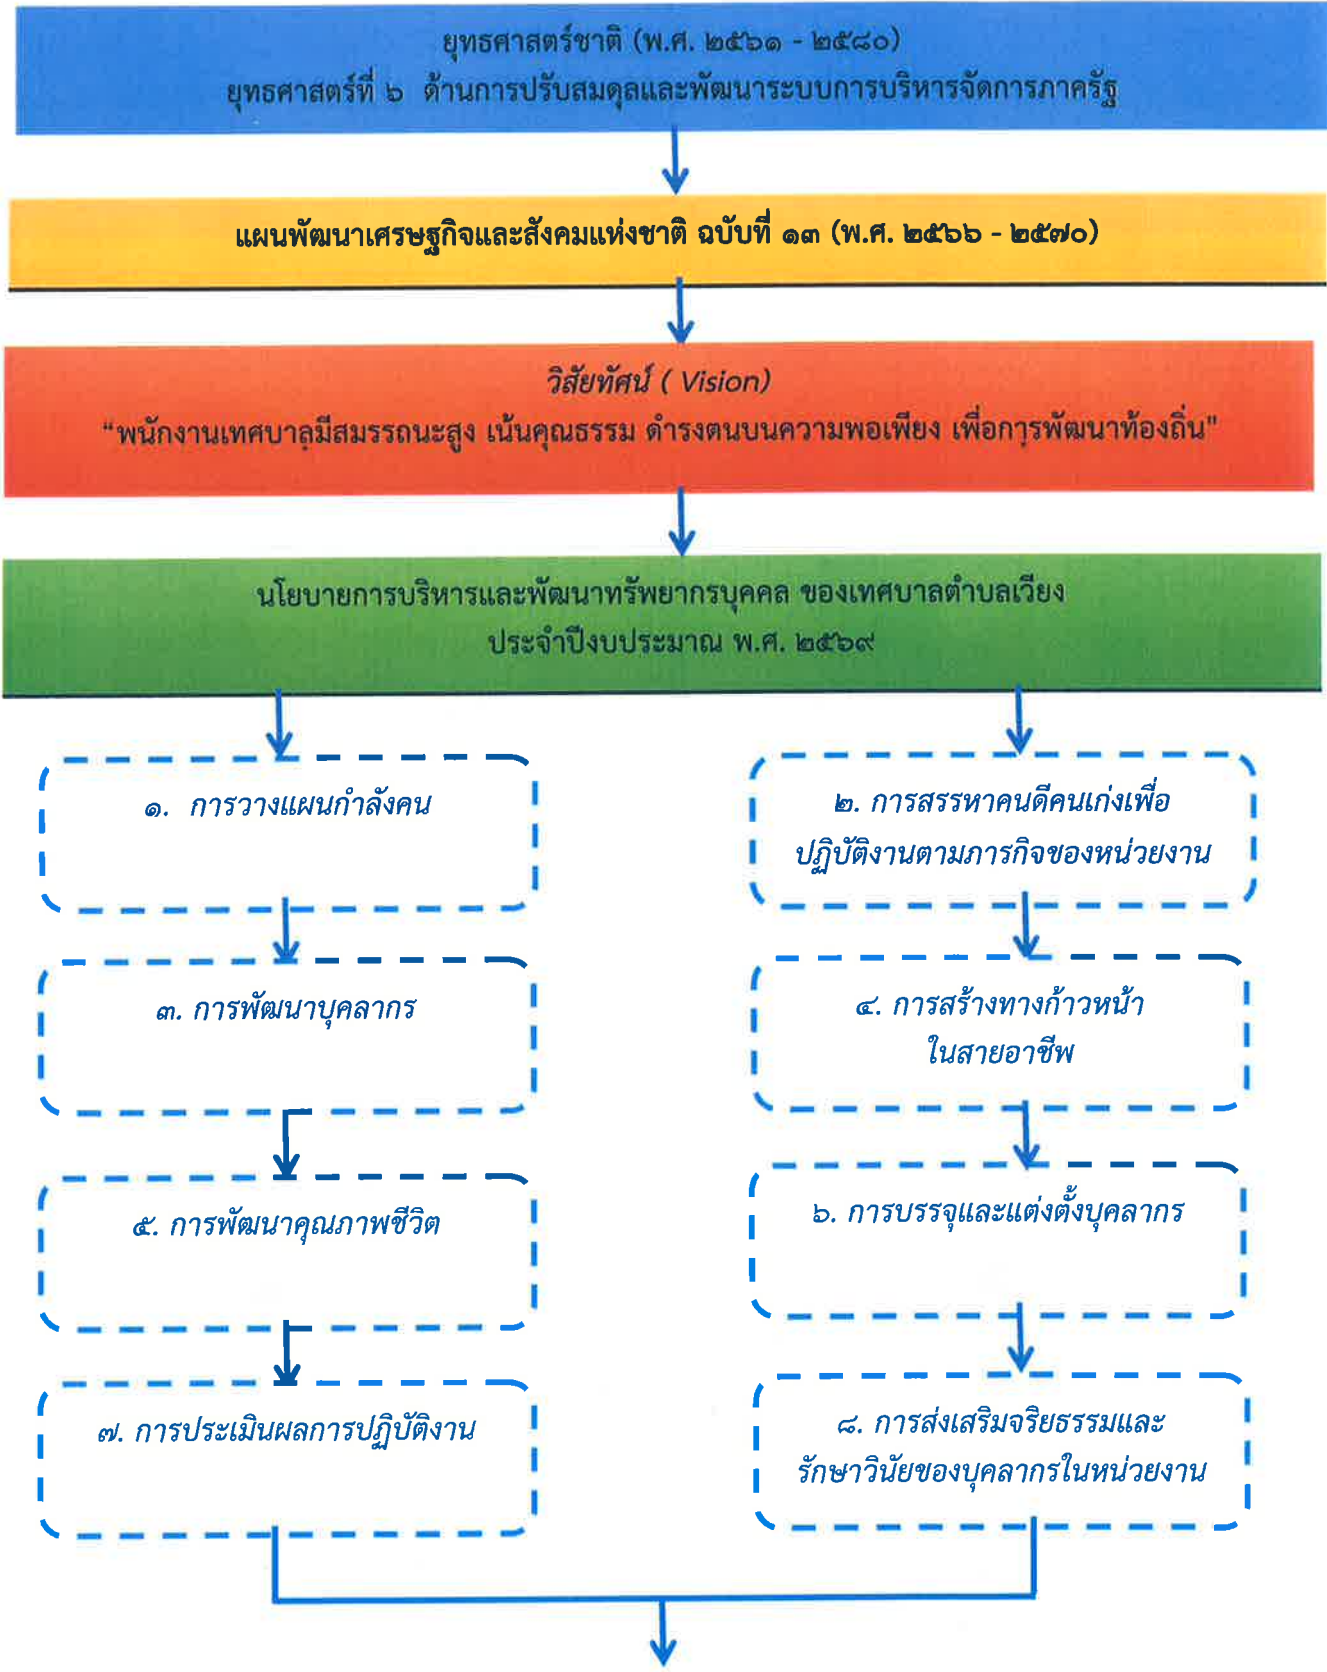 ยุทธศาสตร์ชาติ (พ.ศ. ๒๕๖๑ - ๒๕๘๐)
ยุทธศาสตร์ที่ ๖ ด้านการปรับสมดุลและพัฒนาระบบการบริหารจัดการภาครัฐ
แผนพัฒนาเศรษฐกิจและสังคมแห่งชาติ ฉบับที่ ๑๓ (พ.ศ. ๒๕๖๖ - ๒๕๗๐)
วิสัยทัศน์ ( Vision)
“พนักงานเทศบาลมีสมรรถนะสูง เน้นคุณธรรม ดำรงตนบนความพอเพียง เพื่อการพัฒนาท้องถิ่น"
นโยบายการบริหารและพัฒนาทรัพยากรบุคคล ของเทศบาลตำบลเวียง
ประจำปีงบประมาณ พ.ศ. ๒๕๖๙
๑. การวางแผนกำลังคน
๒. การสรรหาคนดีคนเก่งเพื่อ
ปฏิบัติงานตามภารกิจของหน่วยงาน
๓. การพัฒนาบุคลากร
๔. การสร้างทางก้าวหน้า
ในสายอาชีพ
๕. การพัฒนาคุณภาพชีวิต
๖. การบรรจุและแต่งตั้งบุคลากร
๗. การประเมินผลการปฏิบัติงาน
๘. การส่งเสริมจริยธรรมและ
รักษาวินัยของบุคลากรในหน่วยงาน